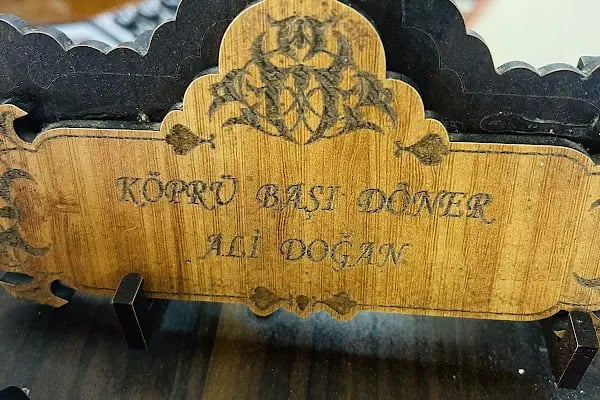 KÖPRÜ BAŞI DÖNER
ALİ DOĞAN